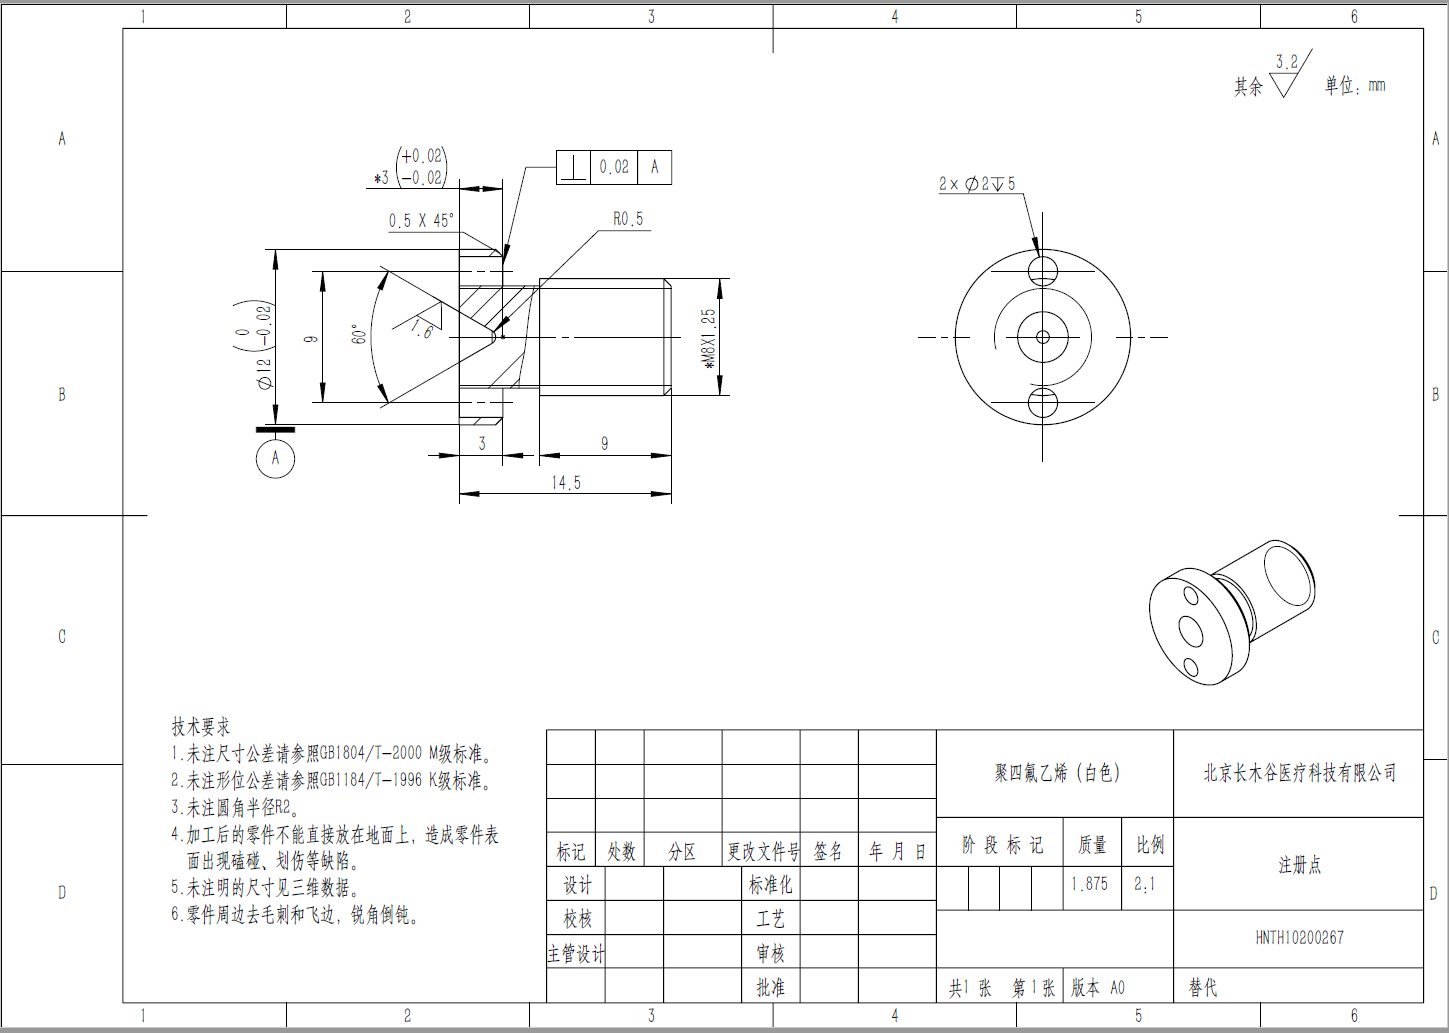 1 2 3 4 5 6
A
B
C
D
A
B
C
D
其余 3.2 单位: mm
*3 (+0.02 -0.02)
⊥ 0.02 A
0.5 X 45°
R0.5
2× ∅2↧5
∅12 (0 -0.02)
9
60°
1.6
*M8X1.25
A
3
9
14.5
技术要求
1.未注尺寸公差请参照GB1804/T-2000 M级标准。
2.未注形位公差请参照GB1184/T-1996 K级标准。
3.未注圆角半径R2。
4.加工后的零件不能直接放在地面上, 造成零件表
面出现磕碰、划伤等缺陷。
5.未注明的尺寸见三维数据。
6.零件周边去毛刺和飞边, 锐角倒钝。
聚四氟乙烯 (白色)
北京长木谷医疗科技有限公司
标记 处数 分区 更改文件号 签名 年 月 日
阶 段 标 记 质量 比例
设计 标准化
1.875 2:1
注册点
校核 工艺
主管设计 审核
HNTH10200267
批准
共1 张 第1张 版本 A0 替代
1 2 3 4 5 6